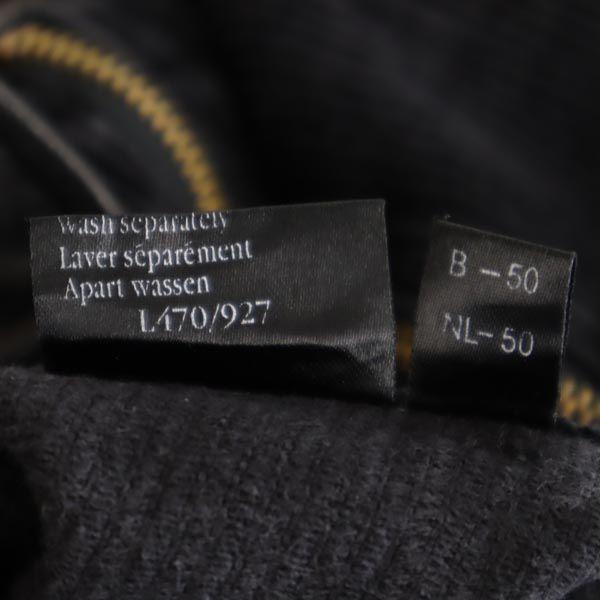 Wash separately
Laver séparément
Apart wassen
L470/927
B - 50
NL- 50